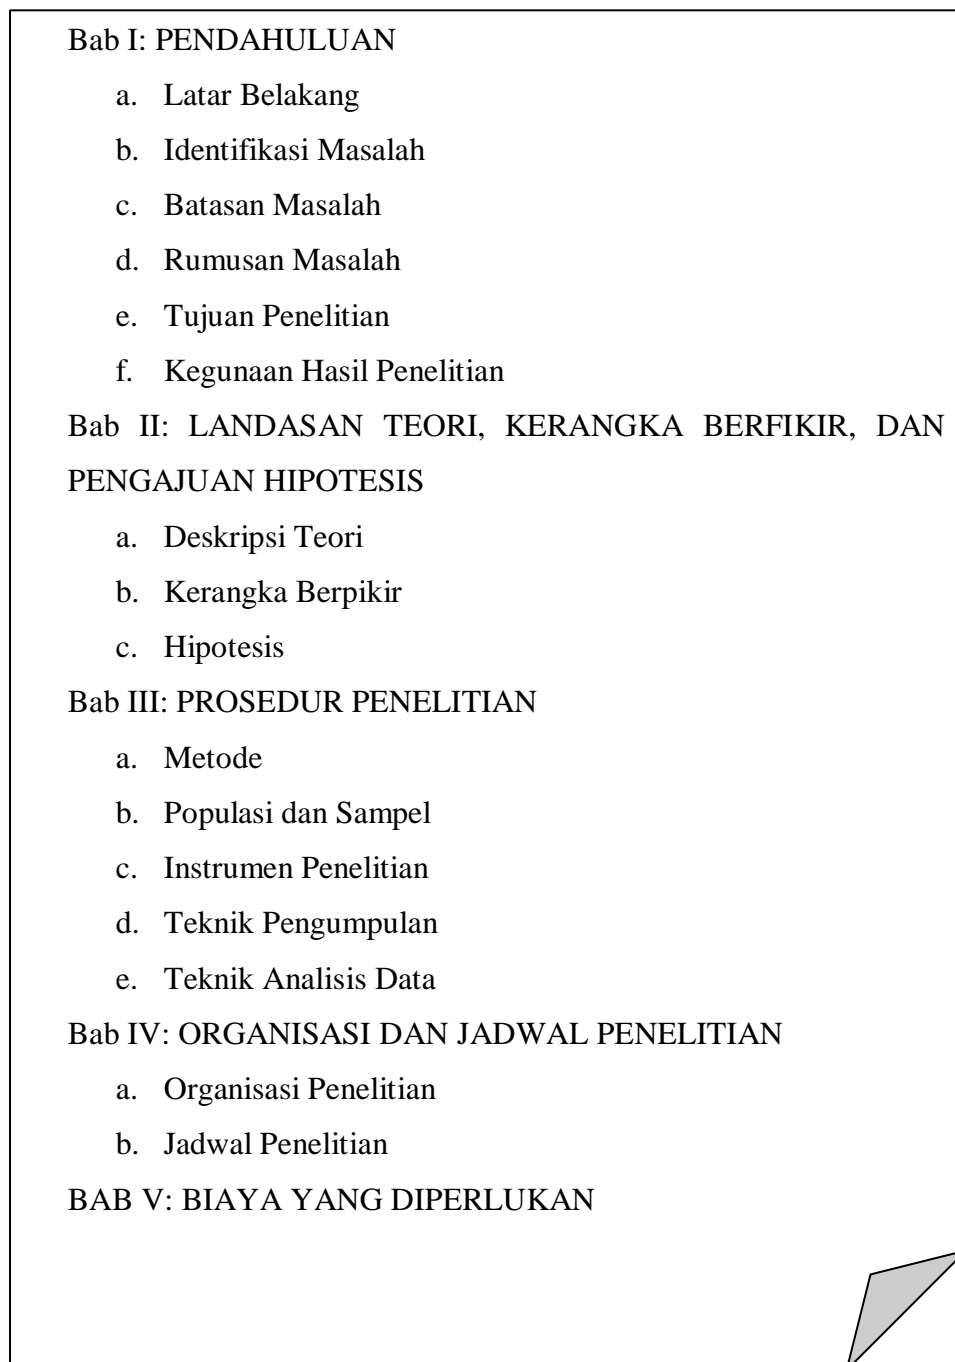 Bab I: PENDAHULUAN
a. Latar Belakang
b. Identifikasi Masalah
c. Batasan Masalah
d. Rumusan Masalah
e. Tujuan Penelitian
f. Kegunaan Hasil Penelitian
Bab II: LANDASAN TEORI, KERANGKA BERFIKIR, DAN
PENGAJUAN HIPOTESIS
a. Deskripsi Teori
b. Kerangka Berpikir
c. Hipotesis
Bab III: PROSEDUR PENELITIAN
a. Metode
b. Populasi dan Sampel
c. Instrumen Penelitian
d. Teknik Pengumpulan
e. Teknik Analisis Data
Bab IV: ORGANISASI DAN JADWAL PENELITIAN
a. Organisasi Penelitian
b. Jadwal Penelitian
BAB V: BIAYA YANG DIPERLUKAN